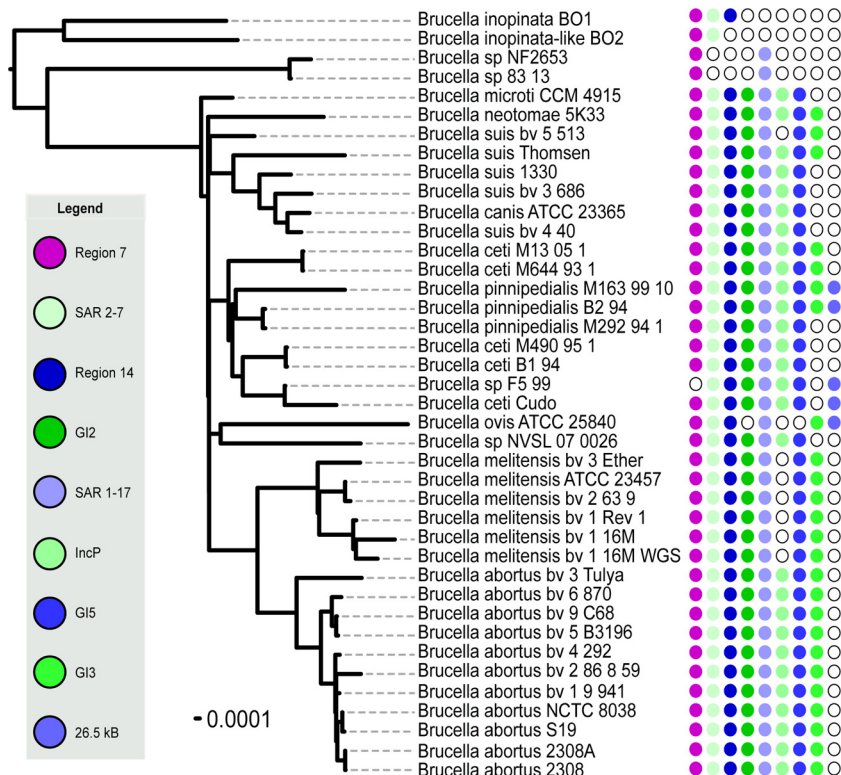 Brucella inopinata BO1
Brucella inopinata-like BO2
Brucella sp NF2653
Brucella sp 83 13
Brucella microti CCM 4915
Brucella neotomae 5K33
Brucella suis bv 5 513
Brucella suis Thomsen
Brucella suis 1330
Brucella suis bv 3 686
Brucella canis ATCC 23365
Brucella suis bv 4 40
Brucella ceti M13 05 1
Brucella ceti M644 93 1
Brucella pinnipedialis M163 99 10
Brucella pinnipedialis B2 94
Brucella pinnipedialis M292 94 1
Brucella ceti M490 95 1
Brucella ceti B1 94
Brucella sp F5 99
Brucella ceti Cudo
Brucella ovis ATCC 25840
Brucella sp NVSL 07 0026
Brucella melitensis bv 3 Ether
Brucella melitensis ATCC 23457
Brucella melitensis bv 2 63 9
Brucella melitensis bv 1 Rev 1
Brucella melitensis bv 1 16M
Brucella melitensis bv 1 16M WGS
Brucella abortus bv 3 Tulya
Brucella abortus bv 6 870
Brucella abortus bv 9 C68
Brucella abortus bv 5 B3196
Brucella abortus bv 4 292
Brucella abortus bv 2 86 8 59
Brucella abortus bv 1 9 941
Brucella abortus NCTC 8038
Brucella abortus S19
Brucella abortus 2308A
Brucella abortus 2308
Legend
Region 7
SAR 2-7
Region 14
GI2
SAR 1-17
IncP
GI5
GI3
26.5 kB
0.0001